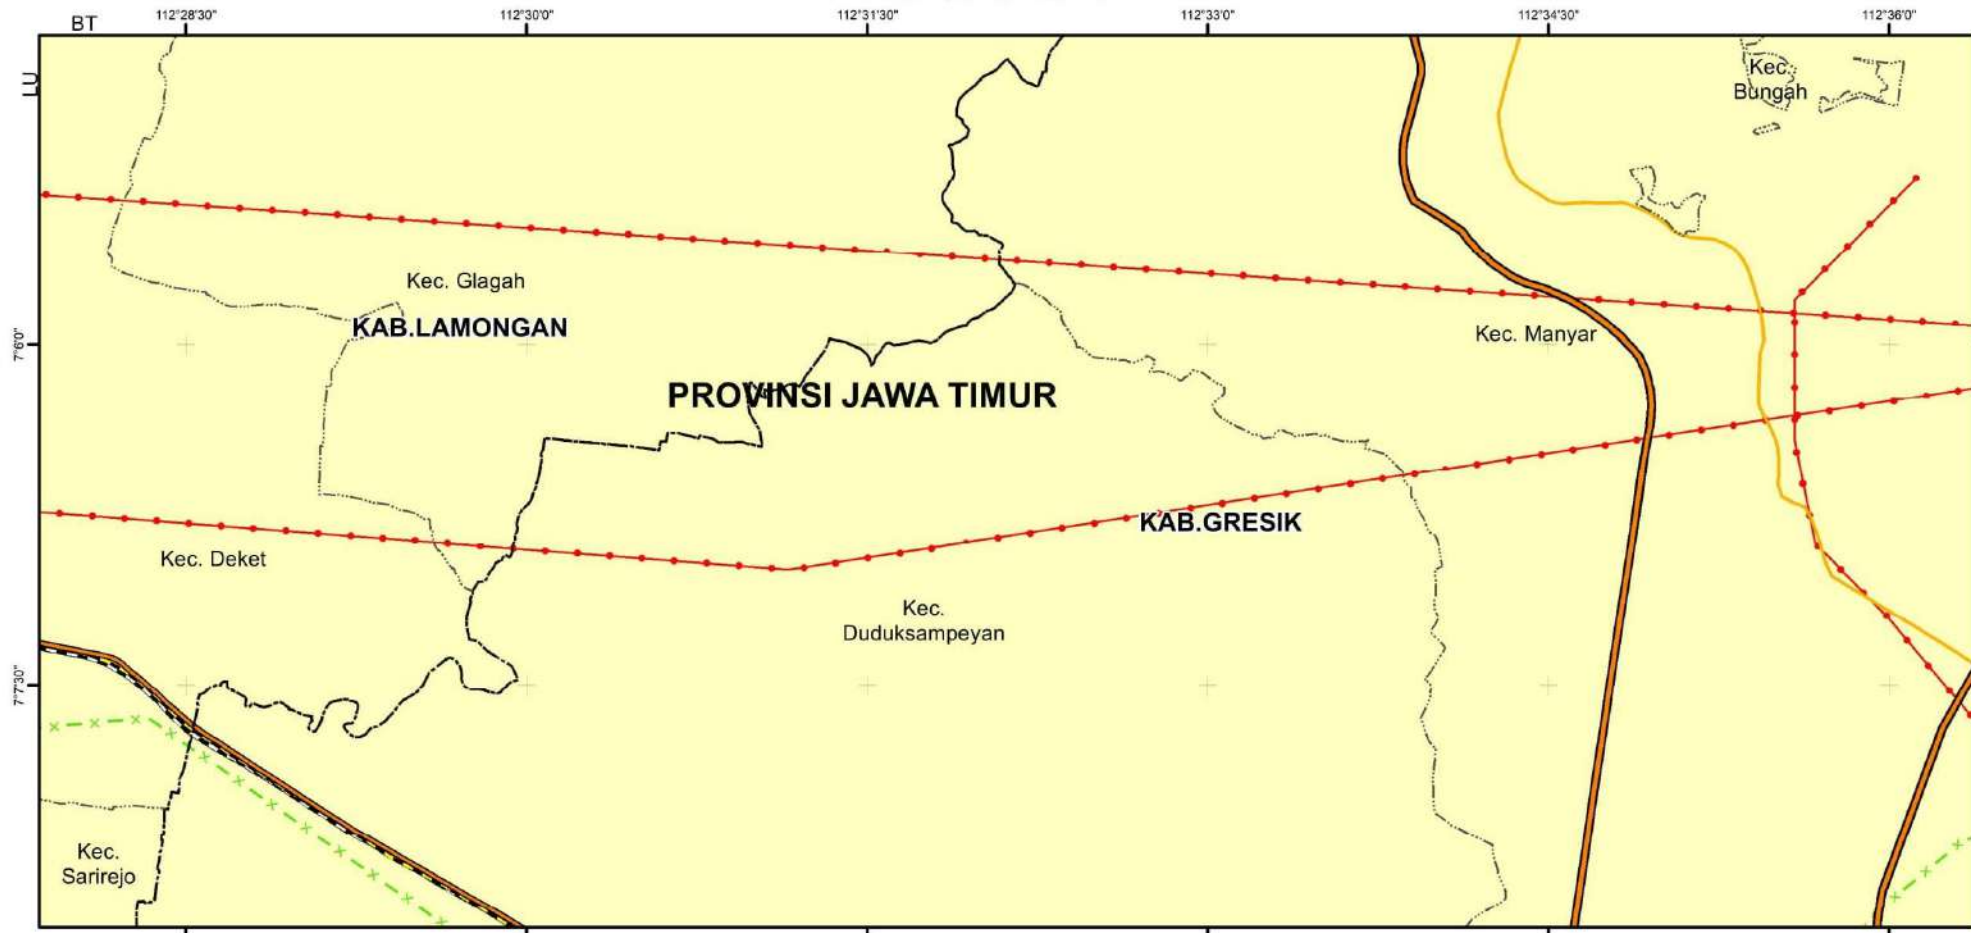 112°28'30"
112°30'0"
112°31'30"
112°33'0"
112°34'30"
112°36'0"
BT
LU
Kec.
Bungah
Kec. Glagah
KAB.LAMONGAN
Kec. Manyar
7°6'0"
PROVINSI JAWA TIMUR
KAB.GRESIK
Kec. Deket
Kec.
Duduksampeyan
7°7'30"
Kec.
Sarirejo